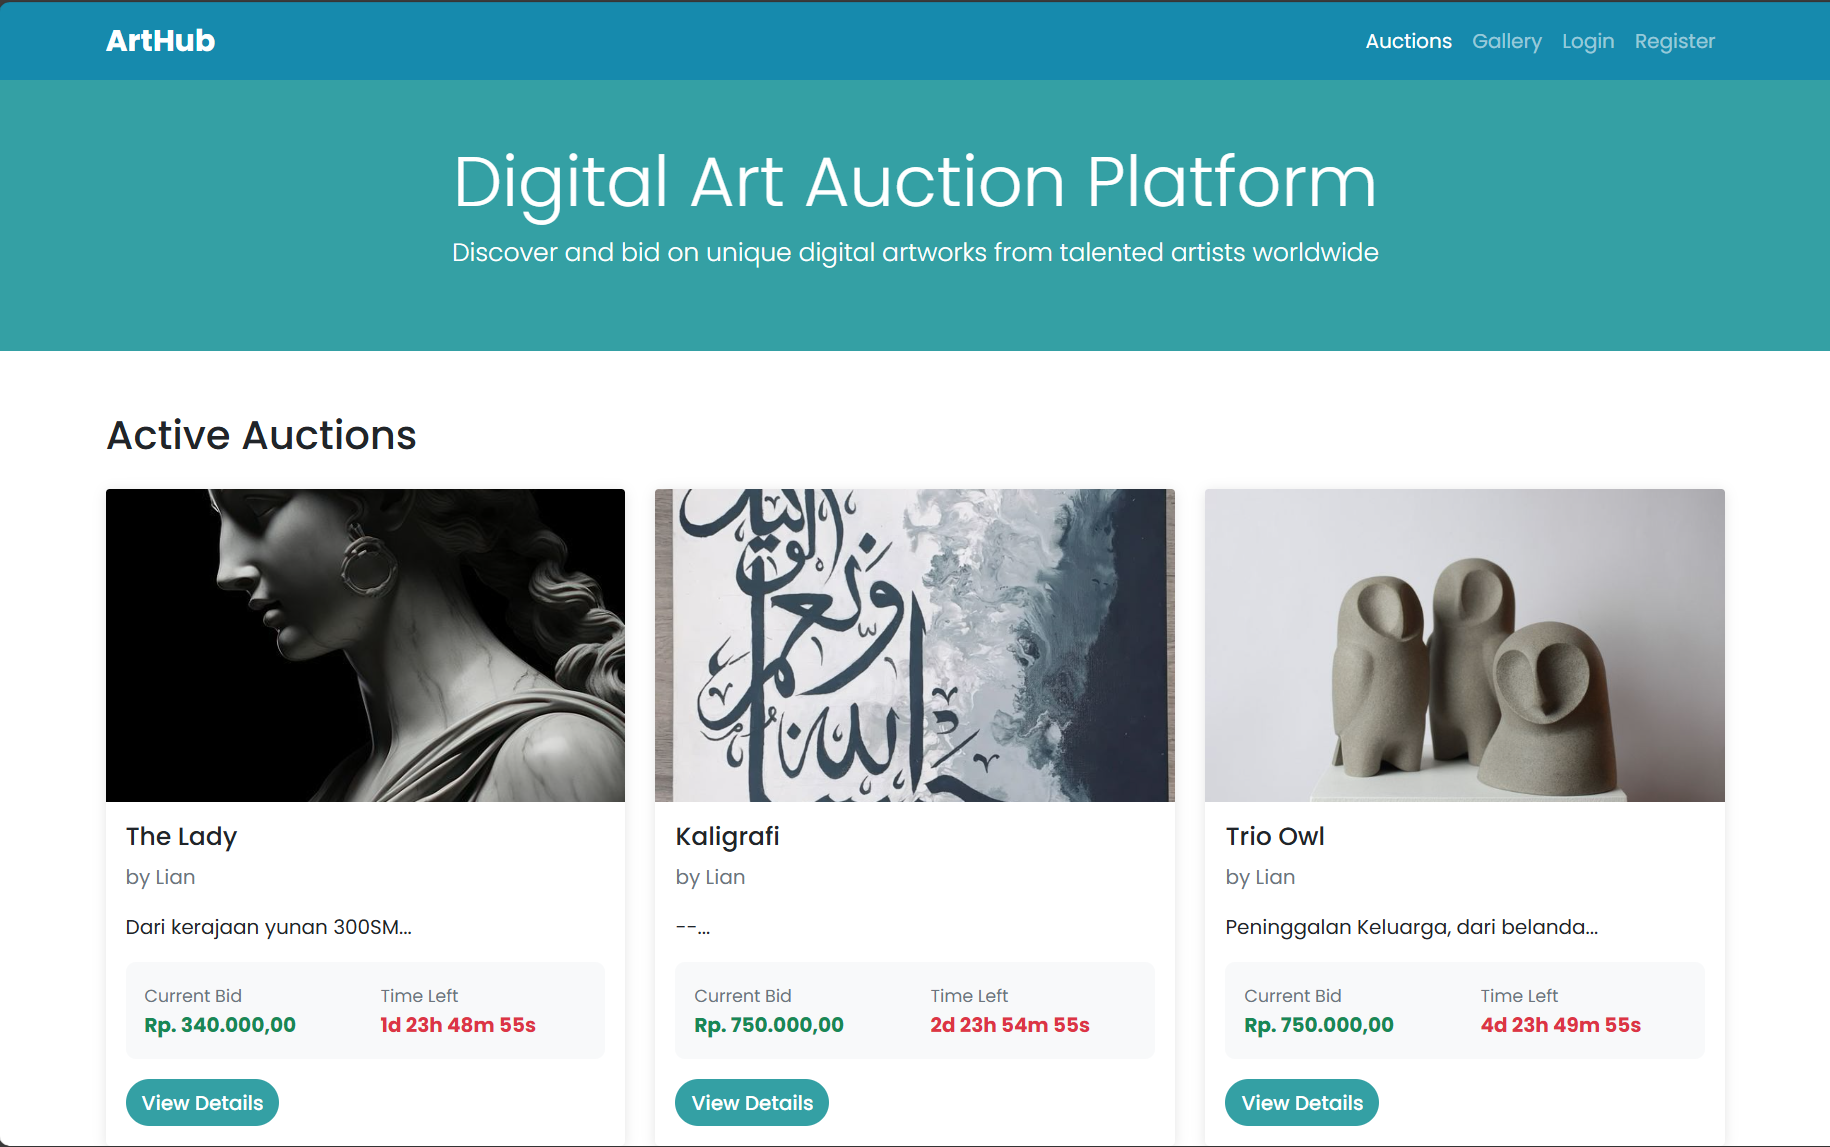 ArtHub
Auctions Gallery Login Register
Digital Art Auction Platform
Discover and bid on unique digital artworks from talented artists worldwide
Active Auctions
ونعم
الله
The Lady
by Lian
Dari kerajaan yunan 300SM...
Current Bid Time Left
Rp. 340.000,00 1d 23h 48m 55s
View Details
Kaligrafi
by Lian
--...
Current Bid Time Left
Rp. 750.000,00 2d 23h 54m 55s
View Details
Trio Owl
by Lian
Peninggalan Keluarga, dari belanda...
Current Bid Time Left
Rp. 750.000,00 4d 23h 49m 55s
View Details